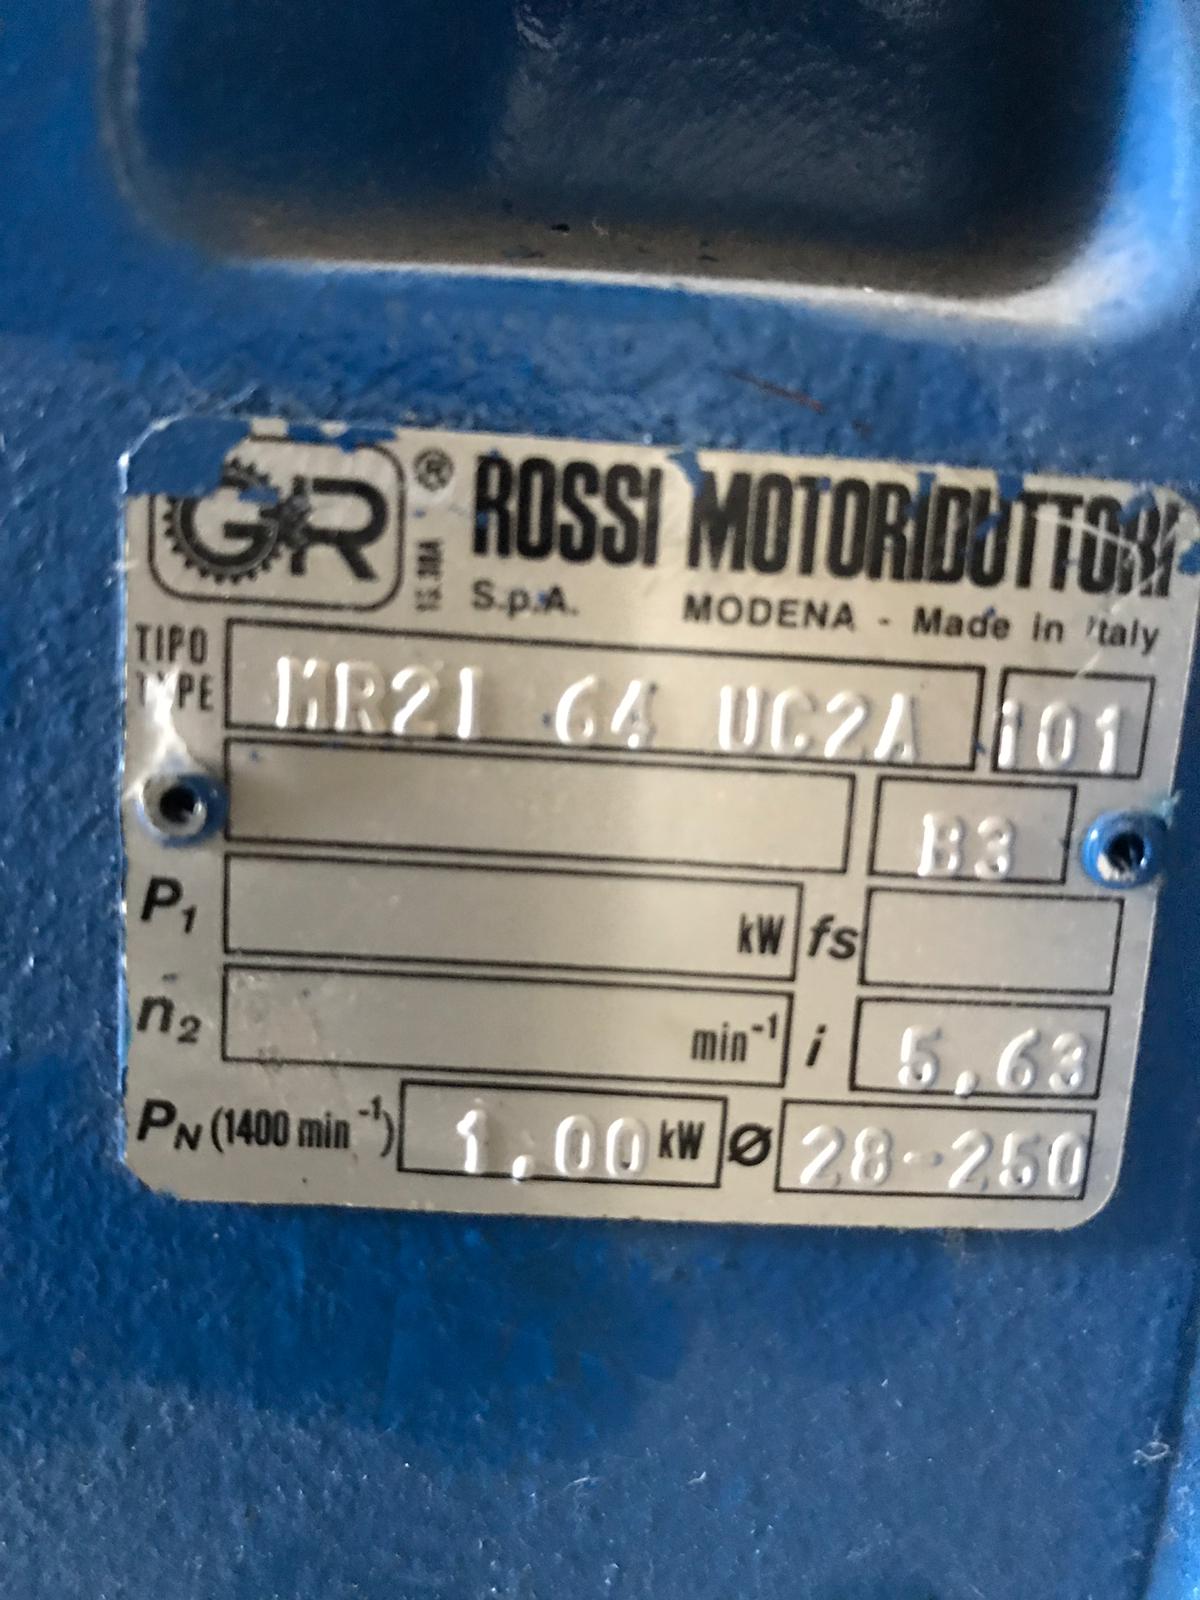 GR ® ROSSI MOTORIDUTTORI
S.p.A. MODENA - Made in Italy
TIPO
TYPE MR2I 64 UC2A 101
B3
P1 kW fs
n2 min-1 i 5,63
PN (1400 min-1) 1,00 kW ø 28-250